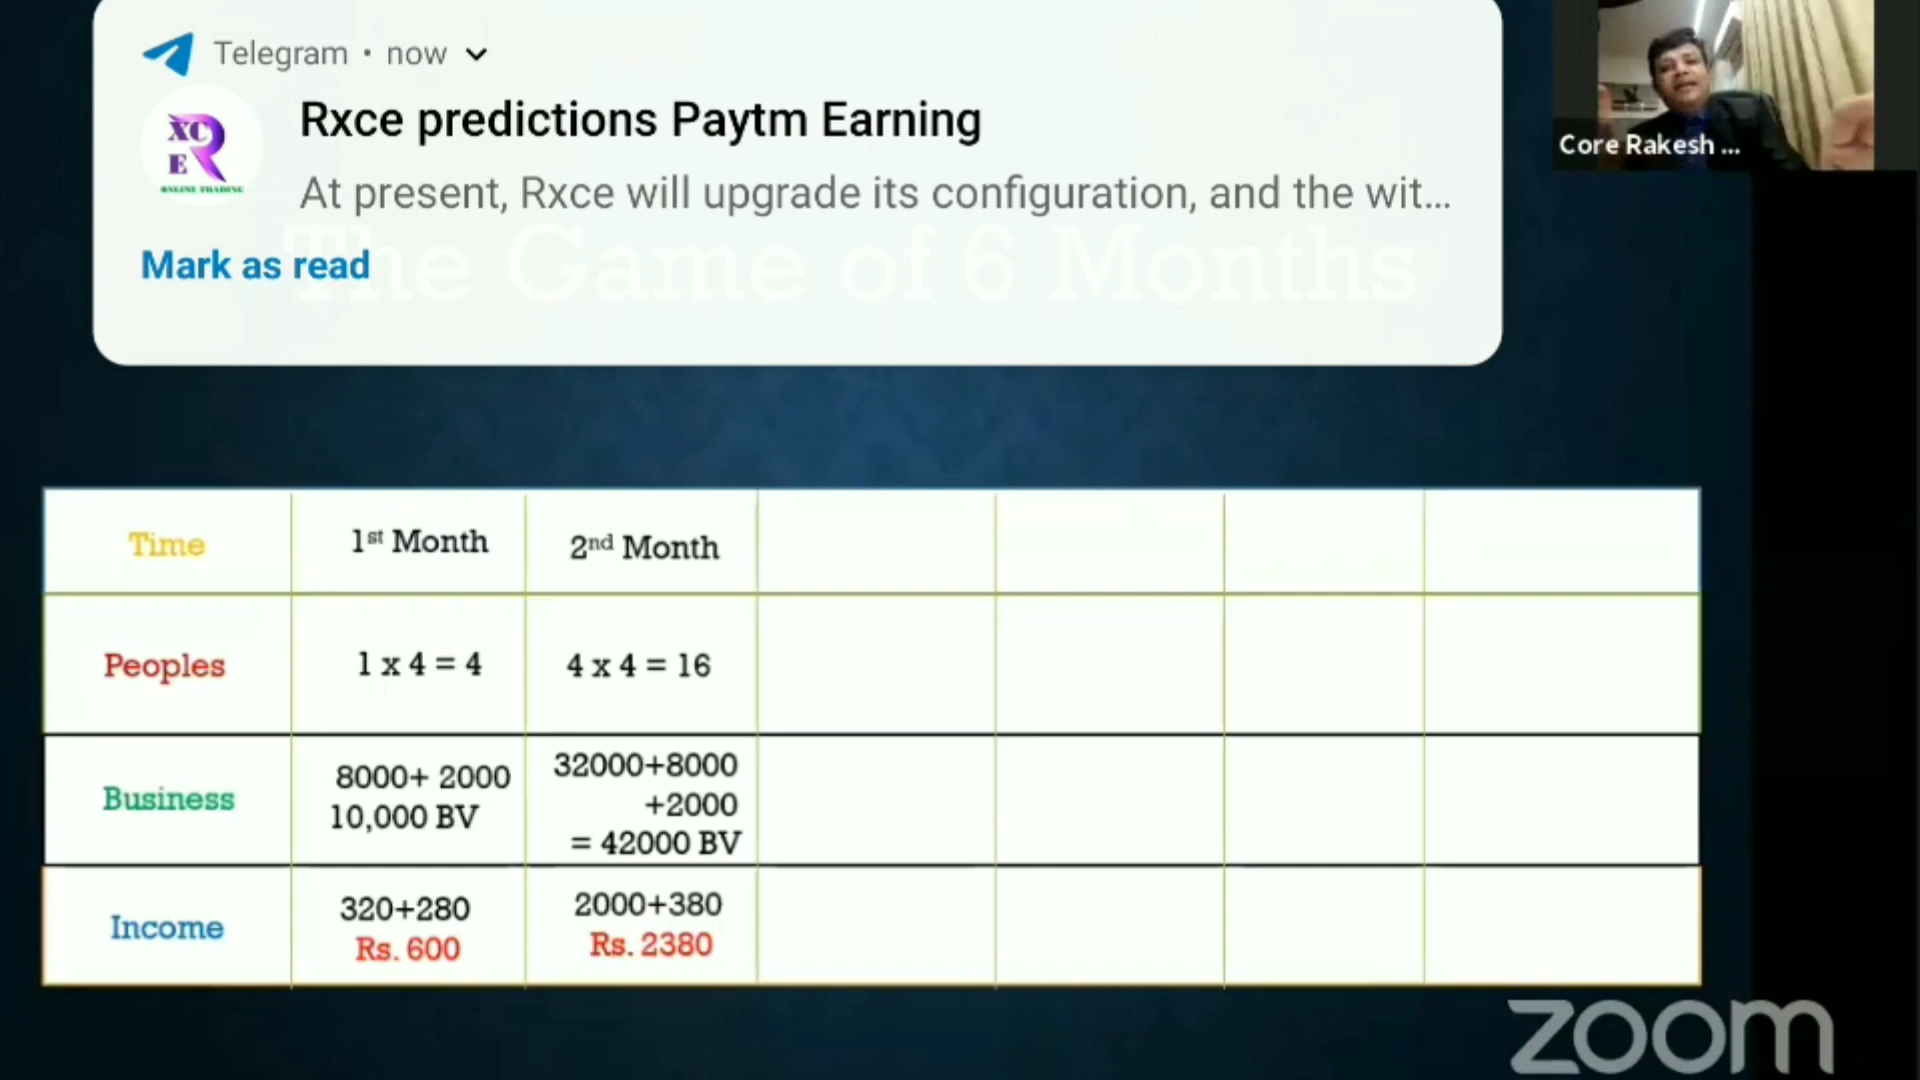 Telegram • now
XC
E R
ONLINE TRADING
Rxce predictions Paytm Earning
At present, Rxce will upgrade its configuration, and the wit...
Mark as read
The Game of 6 Months
Core Rakesh ...
Time
1st Month
2nd Month
Peoples
1 x 4 = 4
4 x 4 = 16
Business
8000+ 2000
10,000 BV
32000+8000
+2000
= 42000 BV
Income
320+280
Rs. 600
2000+380
Rs. 2380
zoom